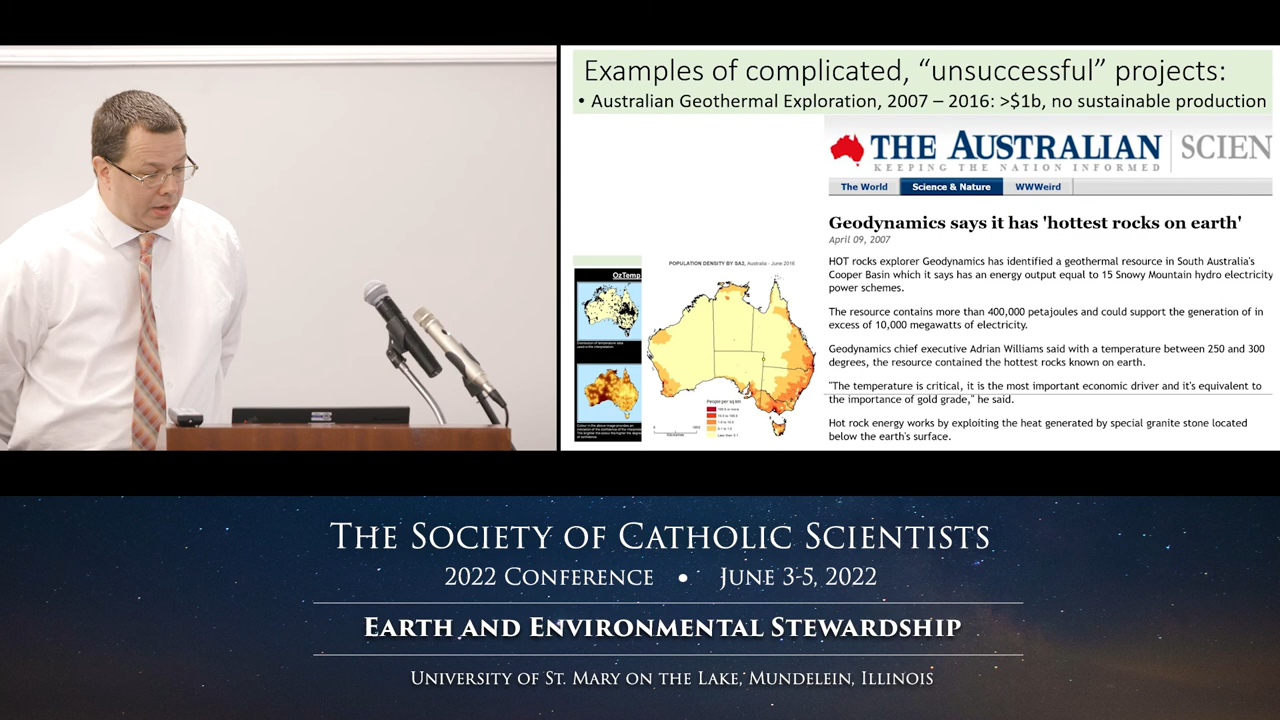 Examples of complicated, “unsuccessful” projects:
• Australian Geothermal Exploration, 2007 – 2016: >$1b, no sustainable production
THE AUSTRALIAN SCIEN
KEEPING THE NATION INFORMED
The World Science & Nature WWWeird
Geodynamics says it has 'hottest rocks on earth'
April 09, 2007
HOT rocks explorer Geodynamics has identified a geothermal resource in South Australia's
Cooper Basin which it says has an energy output equal to 15 Snowy Mountain hydro electricity
power schemes.
The resource contains more than 400,000 petajoules and could support the generation of in
excess of 10,000 megawatts of electricity.
Geodynamics chief executive Adrian Williams said with a temperature between 250 and 300
degrees, the resource contained the hottest rocks known on earth.
"The temperature is critical, it is the most important economic driver and it's equivalent to
the importance of gold grade," he said.
Hot rock energy works by exploiting the heat generated by special granite stone located
below the earth's surface.
OzTemp
POPULATION DENSITY BY SA2, Australia - June 2016
People per sq km
THE SOCIETY OF CATHOLIC SCIENTISTS
2022 CONFERENCE • JUNE 3-5, 2022
EARTH AND ENVIRONMENTAL STEWARDSHIP
UNIVERSITY OF ST. MARY ON THE LAKE, MUNDELEIN, ILLINOIS